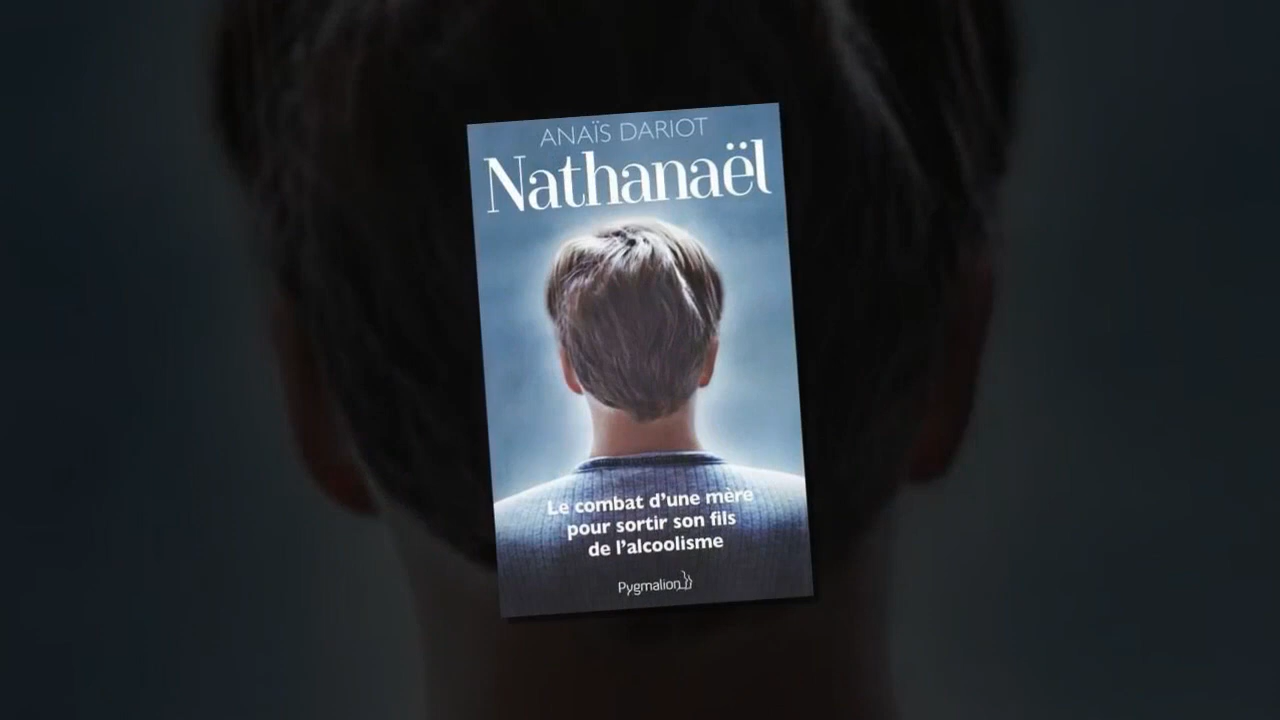 ANAÏS DARIOT
Nathanaël
Le combat d'une mère
pour sortir son fils
de l'alcoolisme
Pygmalion